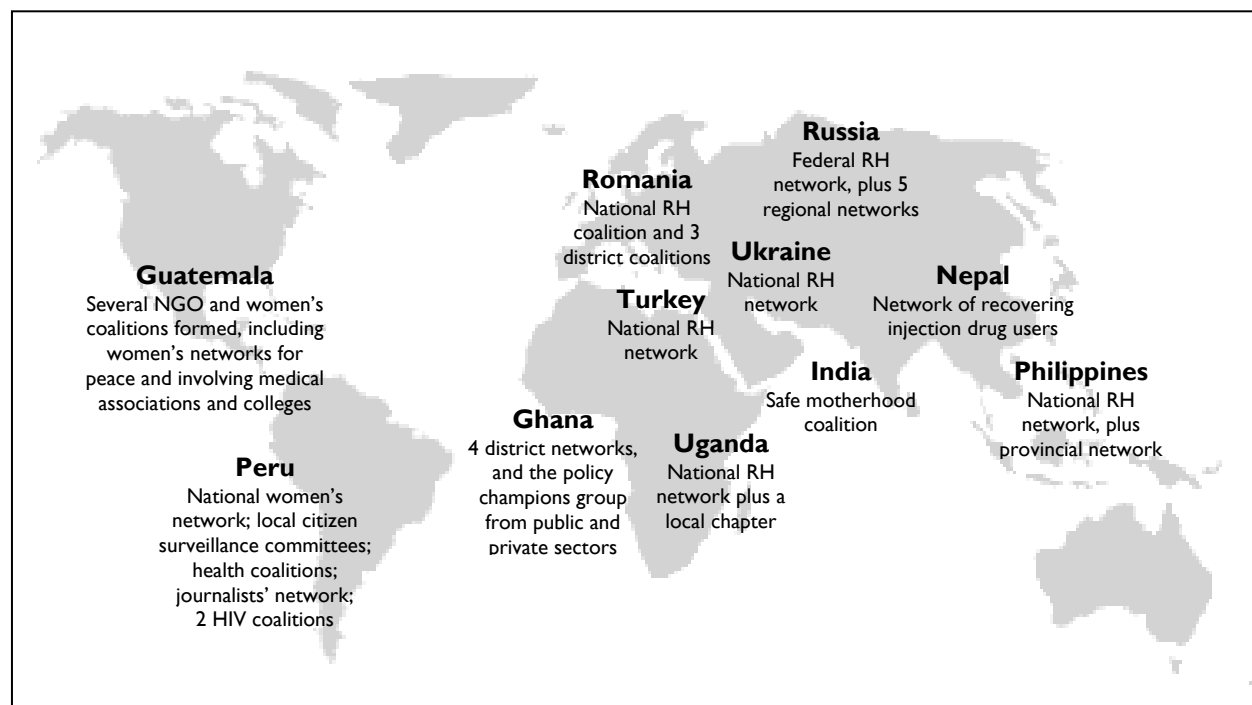 Russia
Federal RH
network, plus 5
regional networks
Romania
National RH
coalition and 3
district coalitions
Ukraine
National RH
network
Guatemala
Several NGO and women’s
coalitions formed, including
women’s networks for
peace and involving medical
associations and colleges
Turkey
National RH
network
Nepal
Network of recovering
injection drug users
India
Safe motherhood
coalition
Philippines
National RH
network, plus
provincial network
Ghana
4 district networks,
and the policy
champions group
from public and
private sectors
Uganda
National RH
network plus a
local chapter
Peru
National women’s
network; local citizen
surveillance committees;
health coalitions;
journalists’ network;
2 HIV coalitions